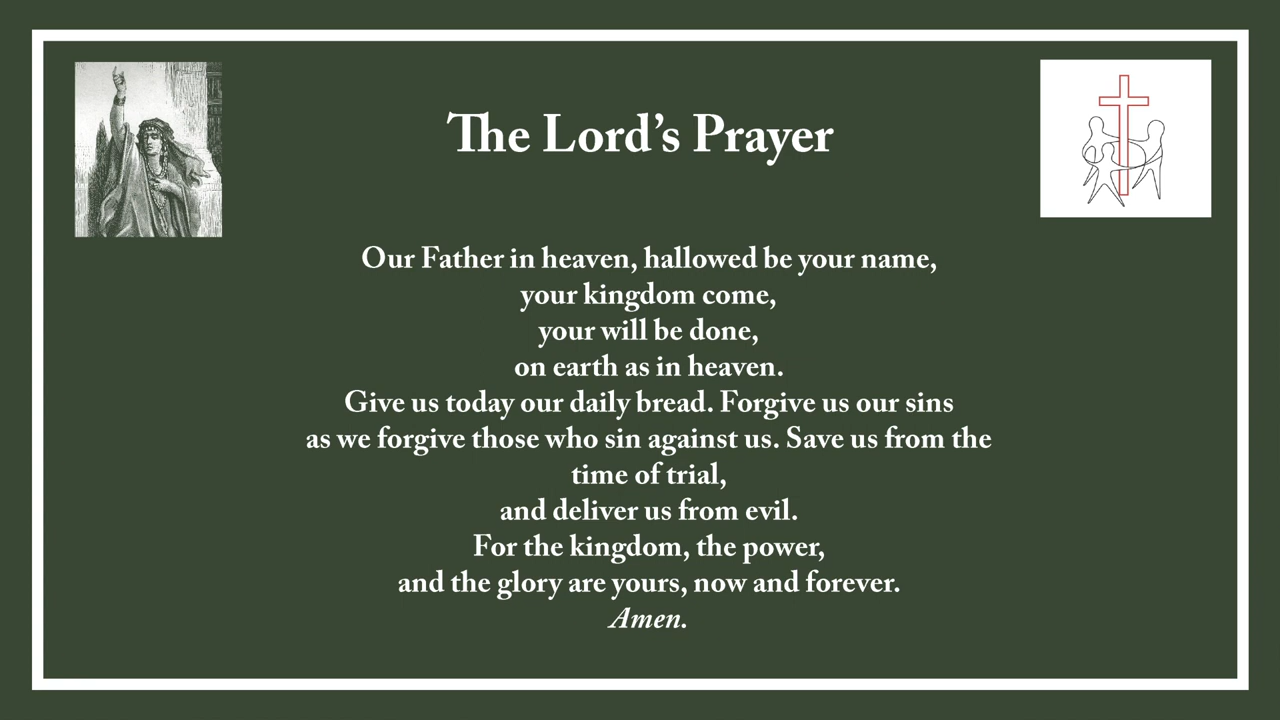 The Lord’s Prayer
Our Father in heaven, hallowed be your name,
your kingdom come,
your will be done,
on earth as in heaven.
Give us today our daily bread. Forgive us our sins
as we forgive those who sin against us. Save us from the
time of trial,
and deliver us from evil.
For the kingdom, the power,
and the glory are yours, now and forever.
Amen.